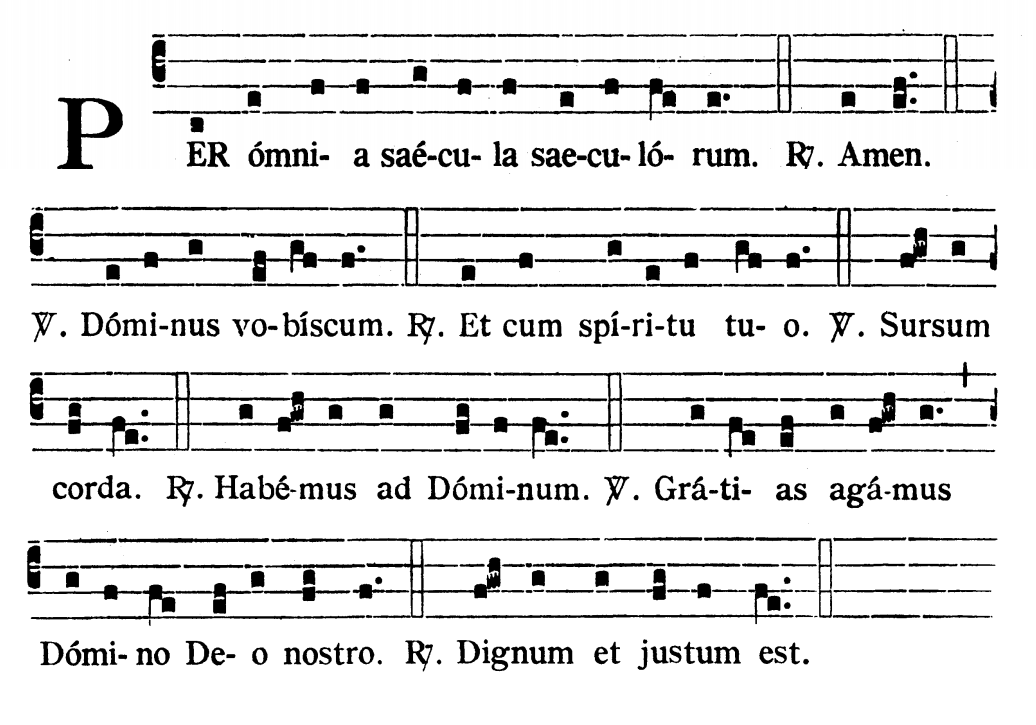 PER ómni- a saé-cu- la sae-cu- ló- rum. ℟. Amen.
℣. Dómi-nus vo-bíscum. ℟. Et cum spí-ri-tu tu- o. ℣. Sursum
corda. ℟. Habé-mus ad Dómi-num. ℣. Grá-ti- as agá-mus
Dómi- no De- o nostro. ℟. Dignum et justum est.